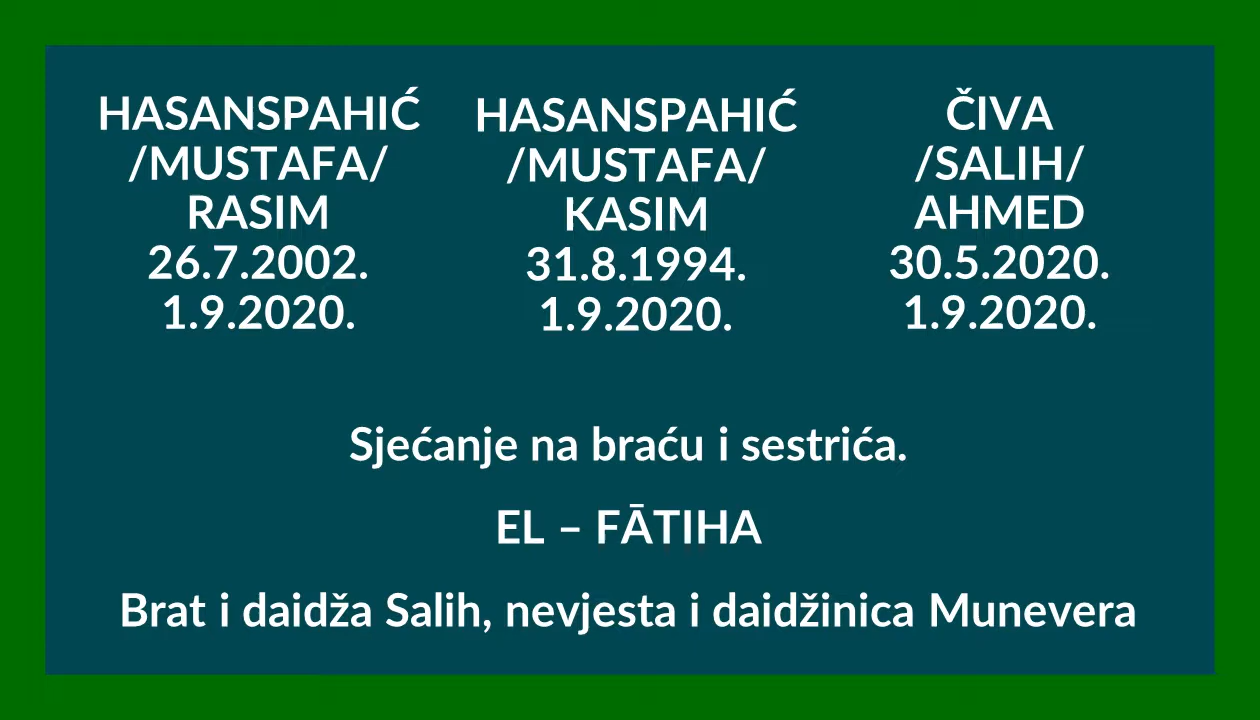 HASANSPAHIĆ
/MUSTAFA/
RASIM
26.7.2002.
1.9.2020.
HASANSPAHIĆ
/MUSTAFA/
KASIM
31.8.1994.
1.9.2020.
ČIVA
/SALIH/
AHMED
30.5.2020.
1.9.2020.
Sjećanje na braću i sestrića.
EL – FĀTIHA
Brat i daidža Salih, nevjesta i daidžinica Munevera